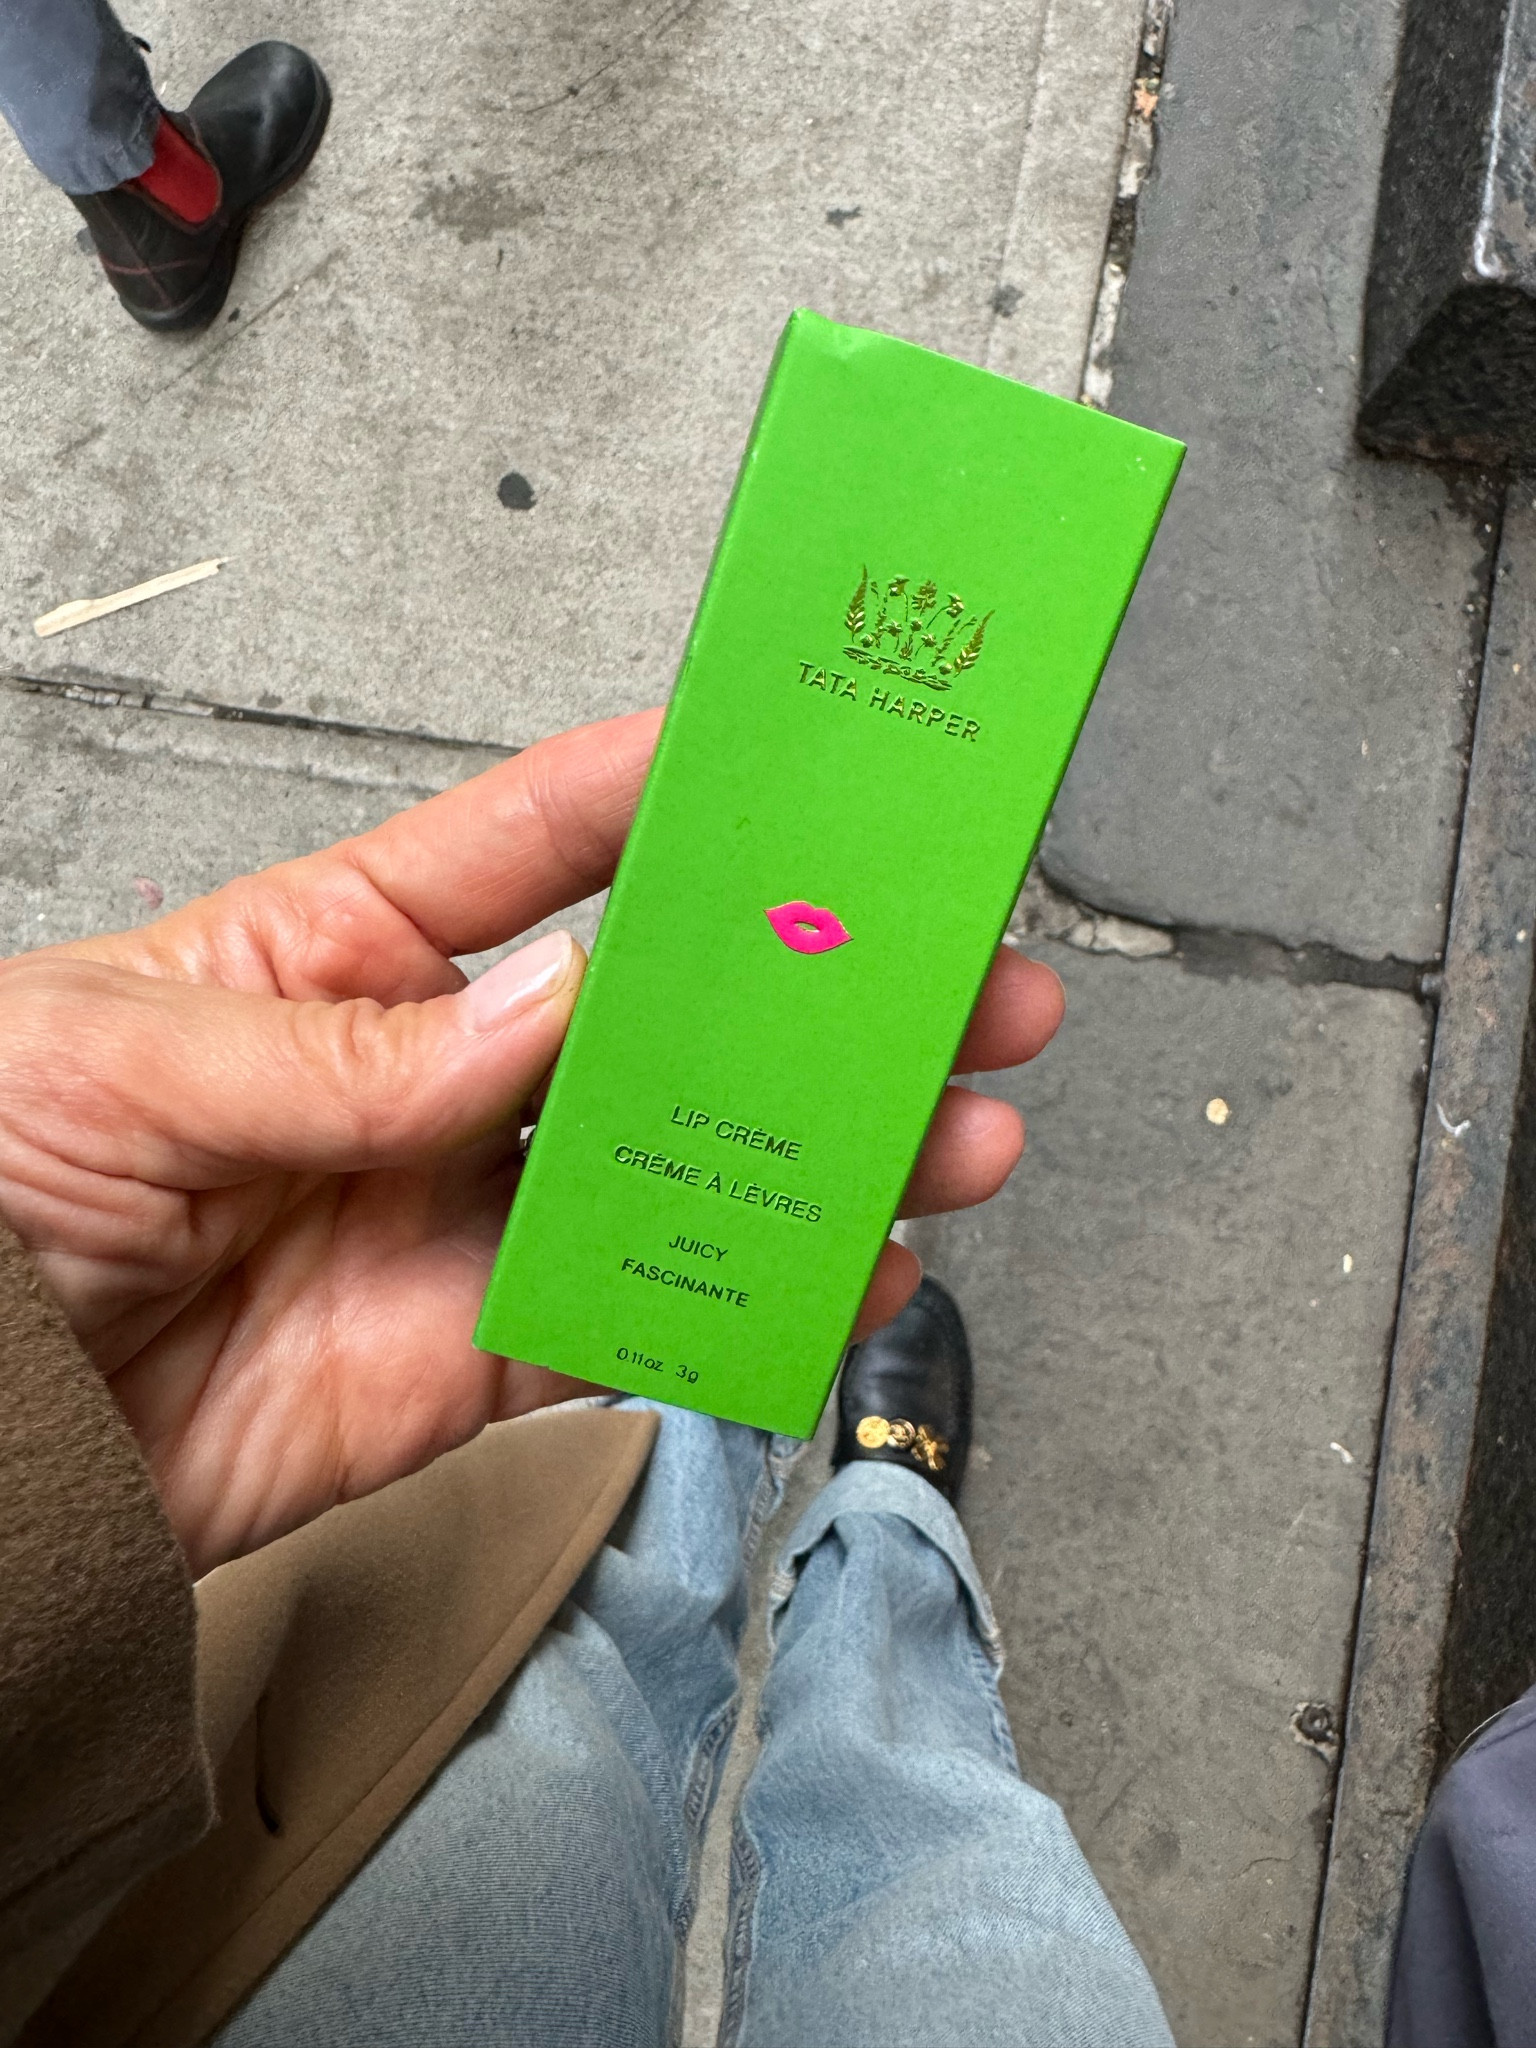 TATA HARPER
LIP CRÈME
CRÈME À LÈVRES
JUICY
FASCINANTE
0.11oz 3g